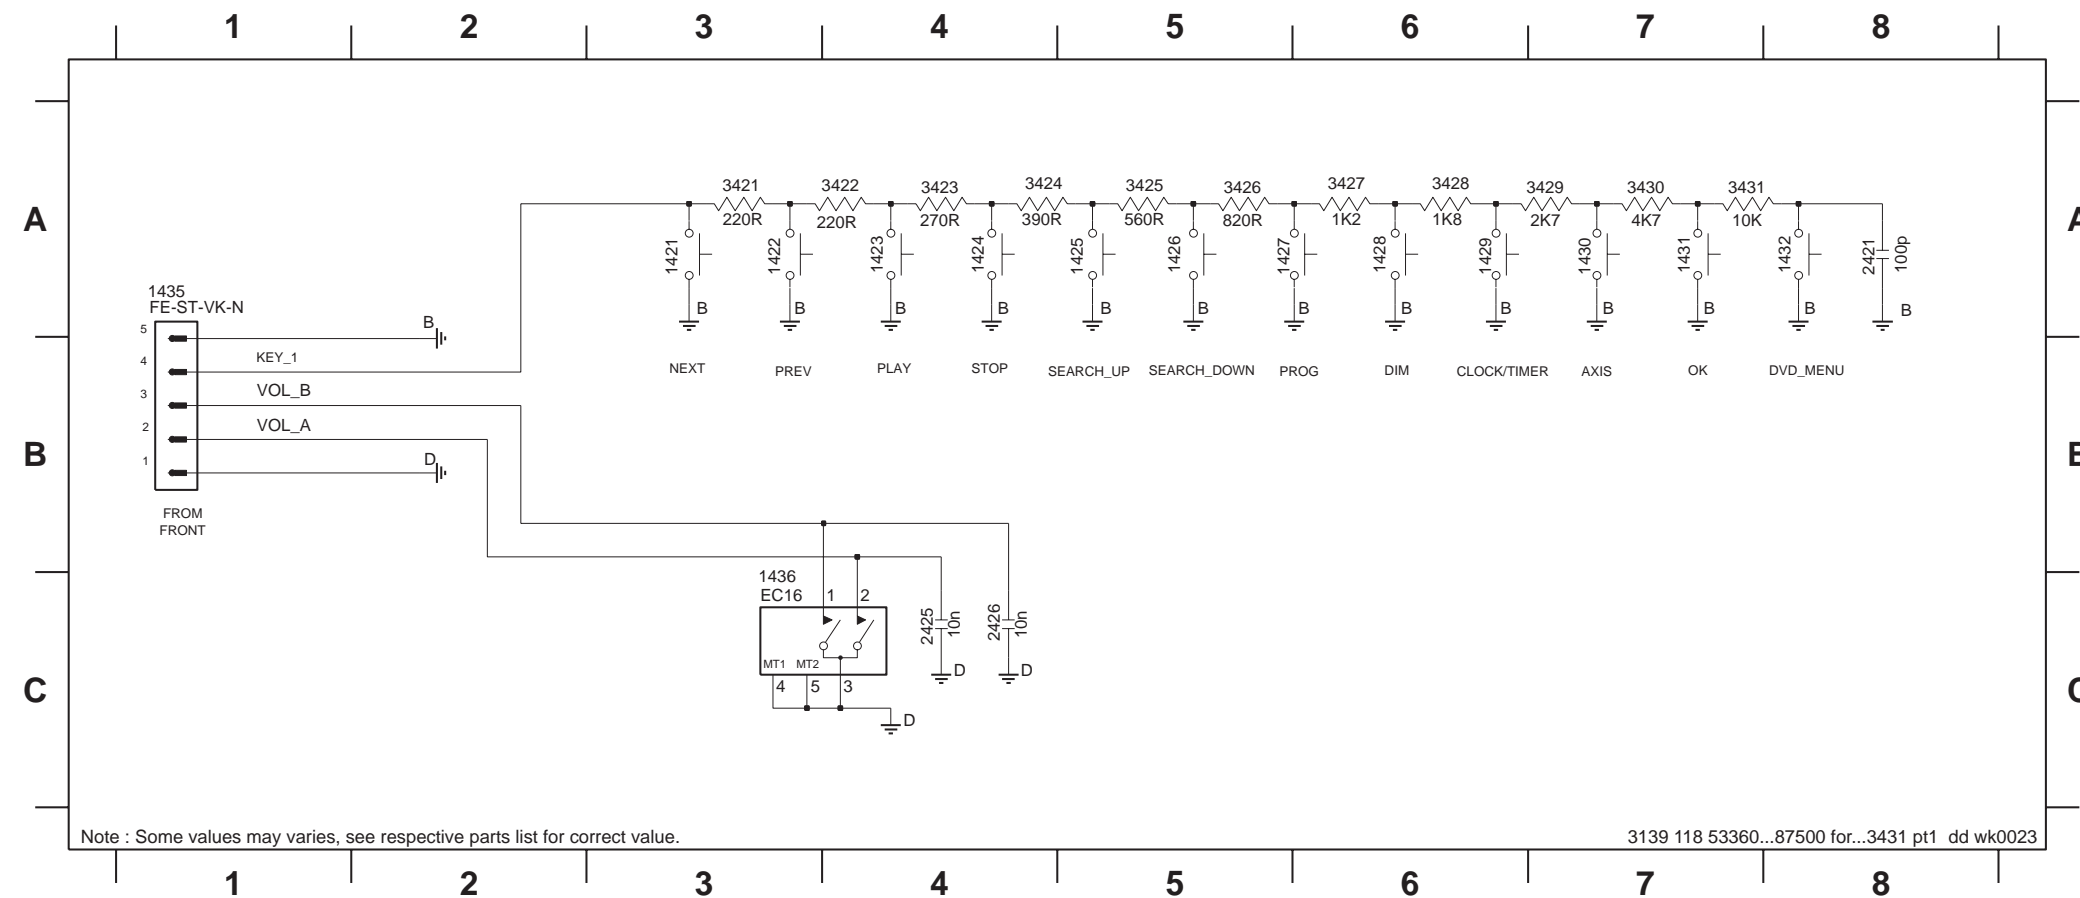 1 2 3 4 5 6 7 8
A
3421 3422 3423 3424 3425 3426 3427 3428 3429 3430 3431
220R 220R 270R 390R 560R 820R 1K2 1K8 2K7 4K7 10K
1421 1422 1423 1424 1425 1426 1427 1428 1429 1430 1431 1432 2421 100p
B B B B B B B B B B B B B
NEXT PREV PLAY STOP SEARCH_UP SEARCH_DOWN PROG DIM CLOCK/TIMER AXIS OK DVD_MENU
1435
FE-ST-VK-N
5 B
4 KEY_1
3 VOL_B
2 VOL_A
1 D
FROM
FRONT
B
1436
EC16 1 2
2425 10n 2426 10n
MT1 MT2 D D
4 5 3
D
C
Note : Some values may varies, see respective parts list for correct value.
3139 118 53360...87500 for...3431 pt1 dd wk0023
1 2 3 4 5 6 7 8